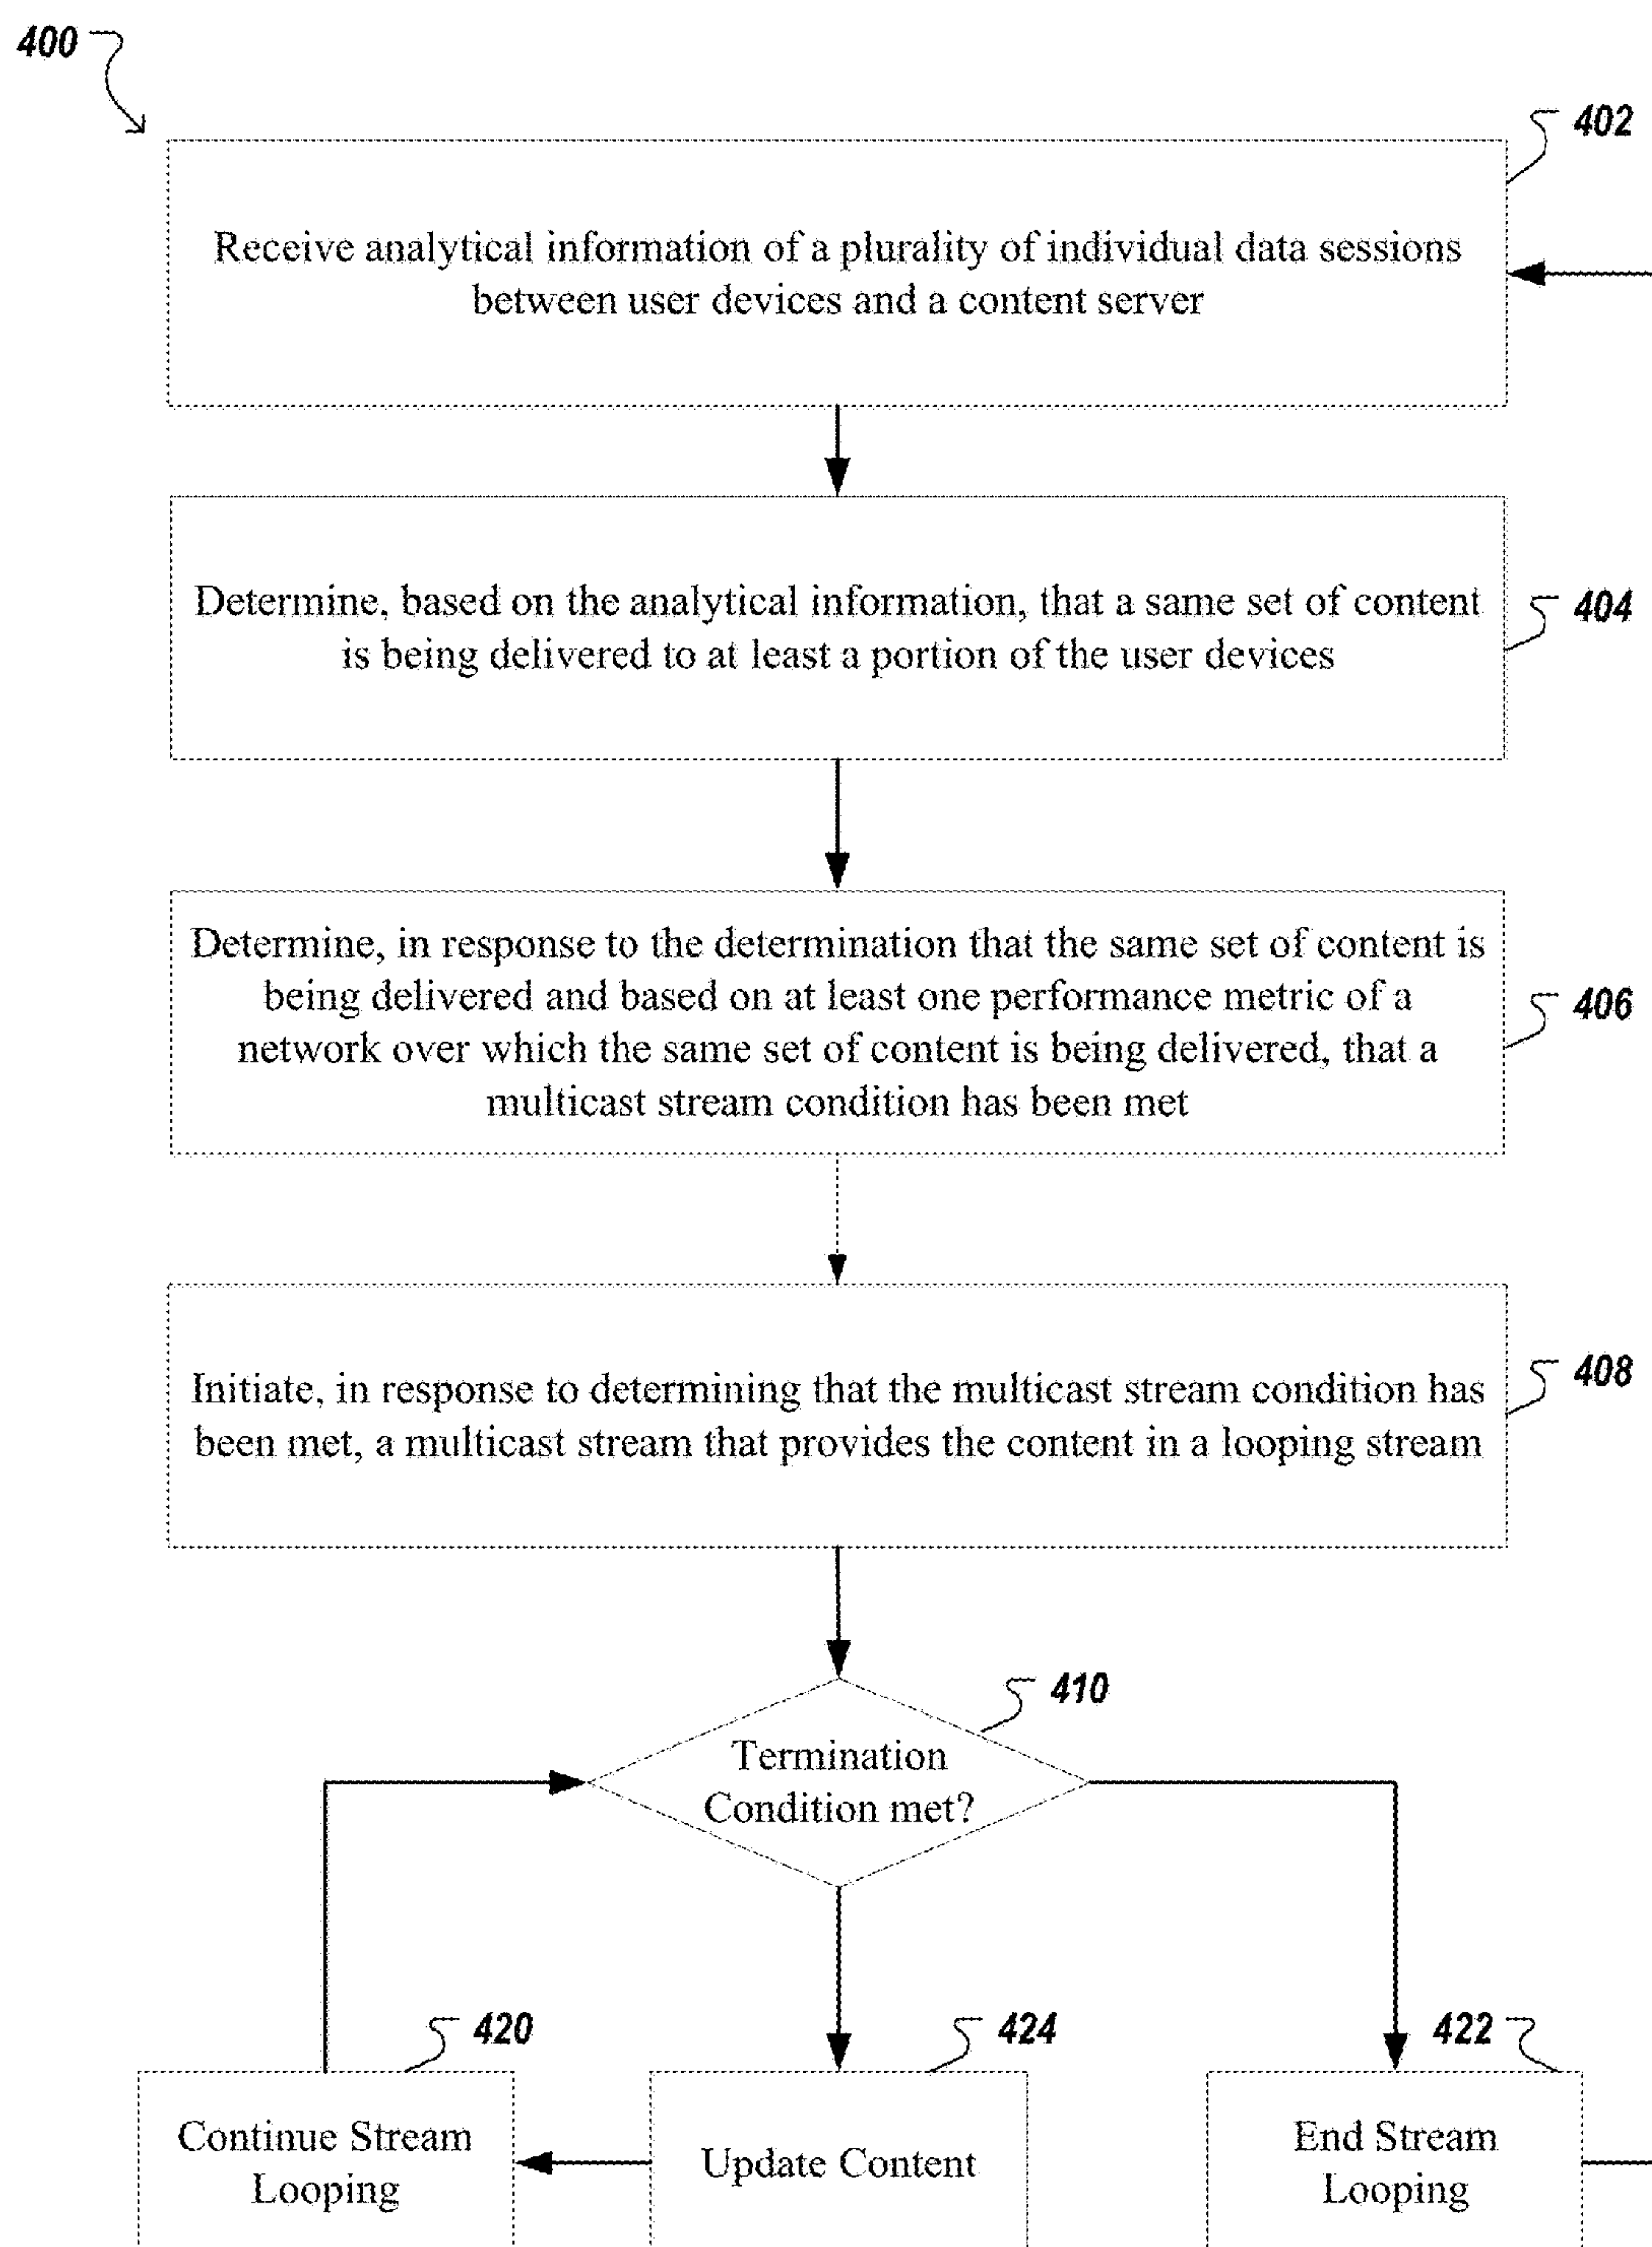 400
402
Receive analytical information of a plurality of individual data sessions
between user devices and a content server
Determine, based on the analytical information, that a same set of content
is being delivered to at least a portion of the user devices
404
Determine, in response to the determination that the same set of content is
being delivered and based on at least one performance metric of a
network over which the same set of content is being delivered, that a
multicast stream condition has been met
406
Initiate, in response to determining that the multicast stream condition has
been met, a multicast stream that provides the content in a looping stream
408
410
Termination
Condition met?
420
424
422
Continue Stream
Looping
Update Content
End Stream
Looping